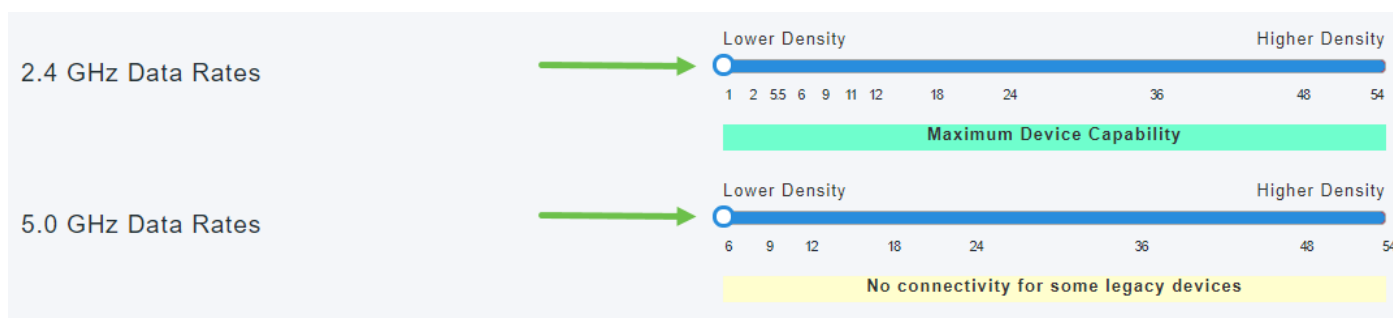 Lower Density Higher Density
2.4 GHz Data Rates
1 2 5.5 6 9 11 12 18 24 36 48 54
Maximum Device Capability
Lower Density Higher Density
5.0 GHz Data Rates
6 9 12 18 24 36 48 54
No connectivity for some legacy devices